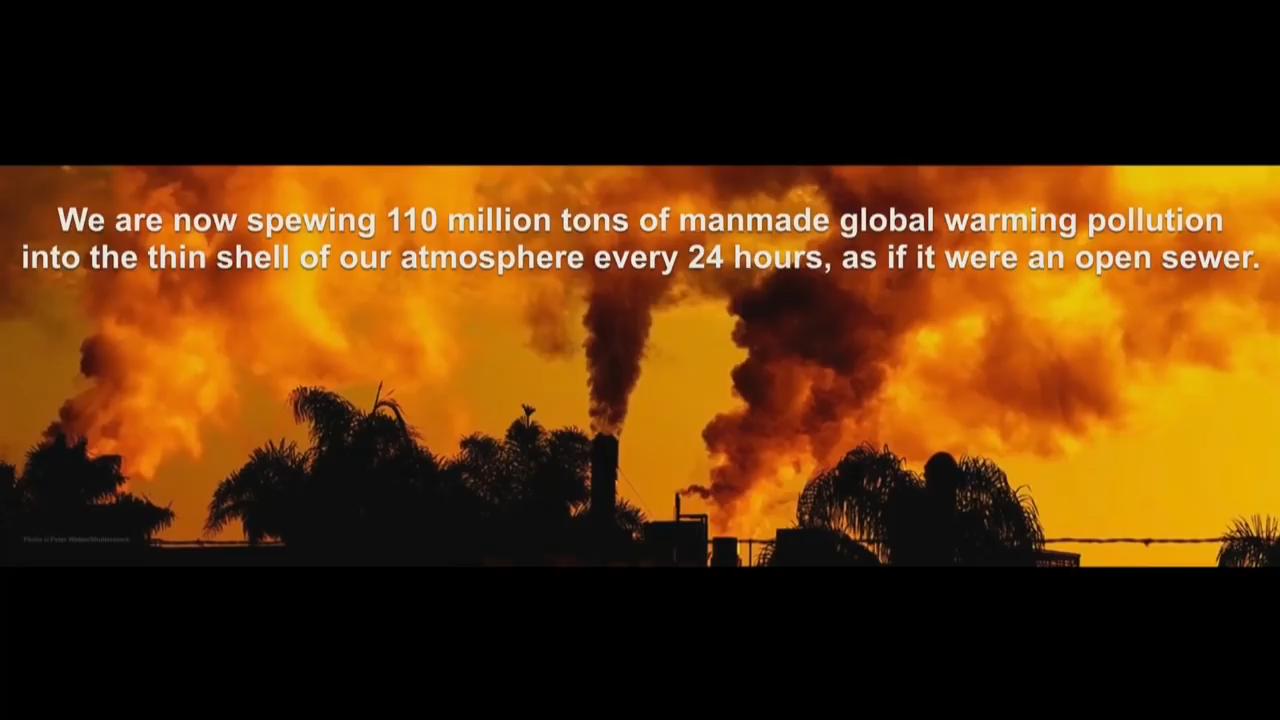 We are now spewing 110 million tons of manmade global warming pollution
into the thin shell of our atmosphere every 24 hours, as if it were an open sewer.